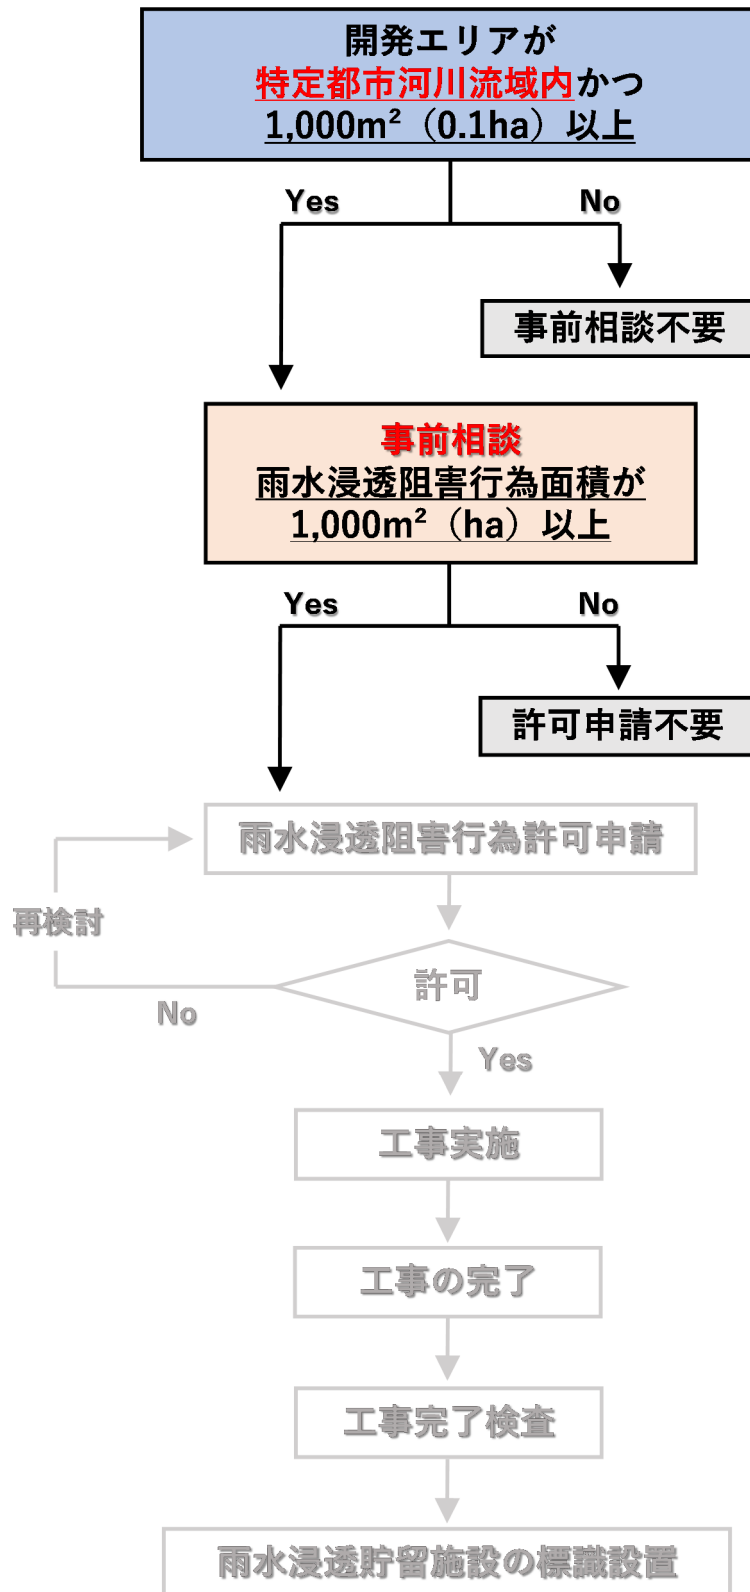 開発エリアが
特定都市河川流域内かつ
1,000m²（0.1ha）以上
Yes
No
事前相談不要
事前相談
雨水浸透阻害行為面積が
1,000m²（ha）以上
Yes
No
許可申請不要
雨水浸透阻害行為許可申請
再検討
許可
No
Yes
工事実施
工事の完了
工事完了検査
雨水浸透貯留施設の標識設置